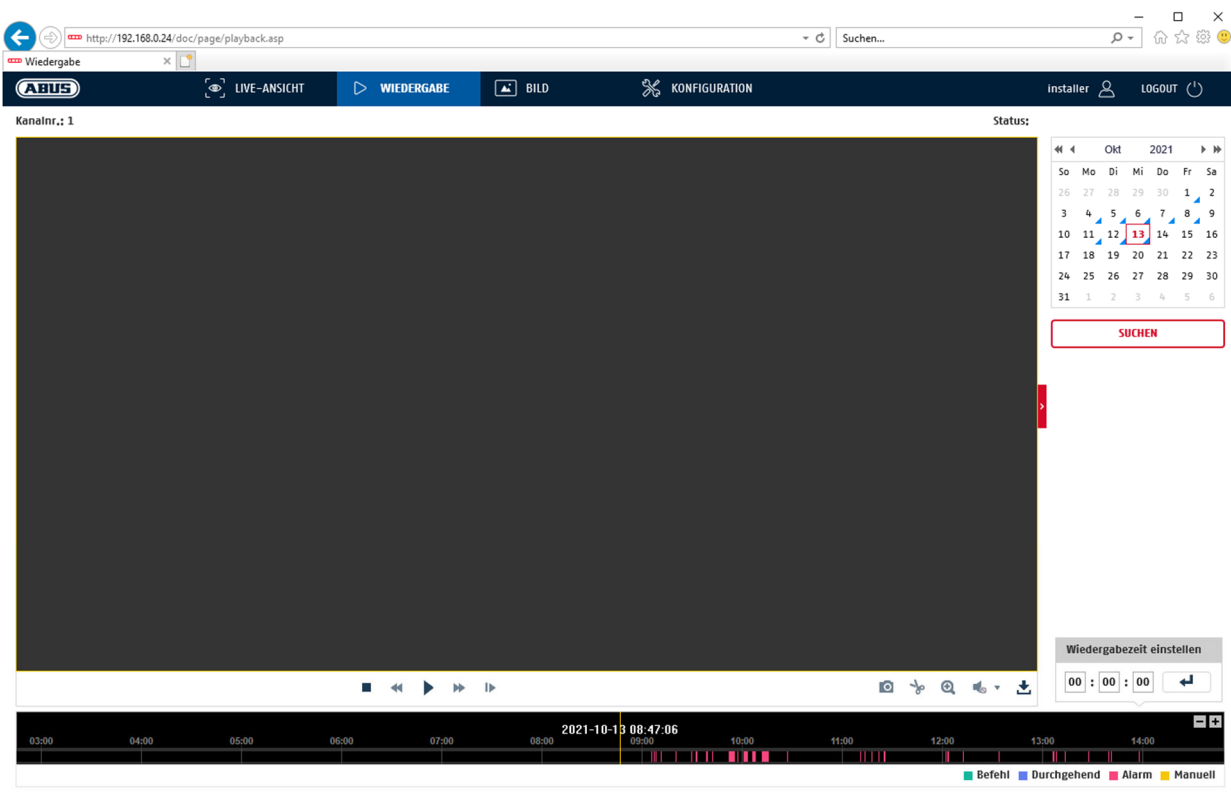 http://192.168.0.24/doc/page/playback.asp
Suchen...
Wiedergabe
ABUS LIVE-ANSICHT WIEDERGABE BILD KONFIGURATION installer LOGOUT
Kanalnr.: 1
Status:
Okt 2021
So Mo Di Mi Do Fr Sa
26 27 28 29 30 1 2
3 4 5 6 7 8 9
10 11 12 13 14 15 16
17 18 19 20 21 22 23
24 25 26 27 28 29 30
31 1 2 3 4 5 6
SUCHEN
Wiedergabezeit einstellen
00 : 00 : 00
2021-10-13 08:47:06
03:00 04:00 05:00 06:00 07:00 08:00 09:00 10:00 11:00 12:00 13:00 14:00
Befehl Durchgehend Alarm Manuell